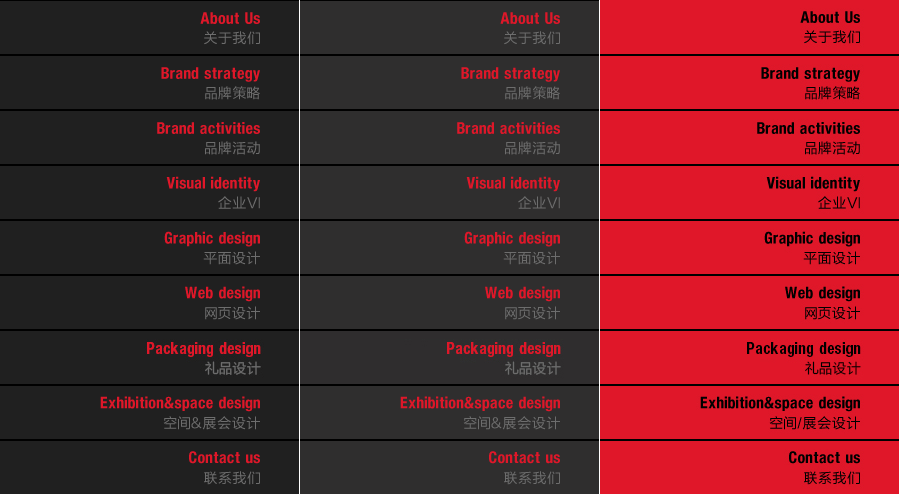 About Us
关于我们
Brand strategy
品牌策略
Brand activities
品牌活动
Visual identity
企业VI
Graphic design
平面设计
Web design
网页设计
Packaging design
礼品设计
Exhibition&space design
空间&展会设计
Contact us
联系我们
About Us
关于我们
Brand strategy
品牌策略
Brand activities
品牌活动
Visual identity
企业VI
Graphic design
平面设计
Web design
网页设计
Packaging design
礼品设计
Exhibition&space design
空间&展会设计
Contact us
联系我们
About Us
关于我们
Brand strategy
品牌策略
Brand activities
品牌活动
Visual identity
企业VI
Graphic design
平面设计
Web design
网页设计
Packaging design
礼品设计
Exhibition&space design
空间/展会设计
Contact us
联系我们